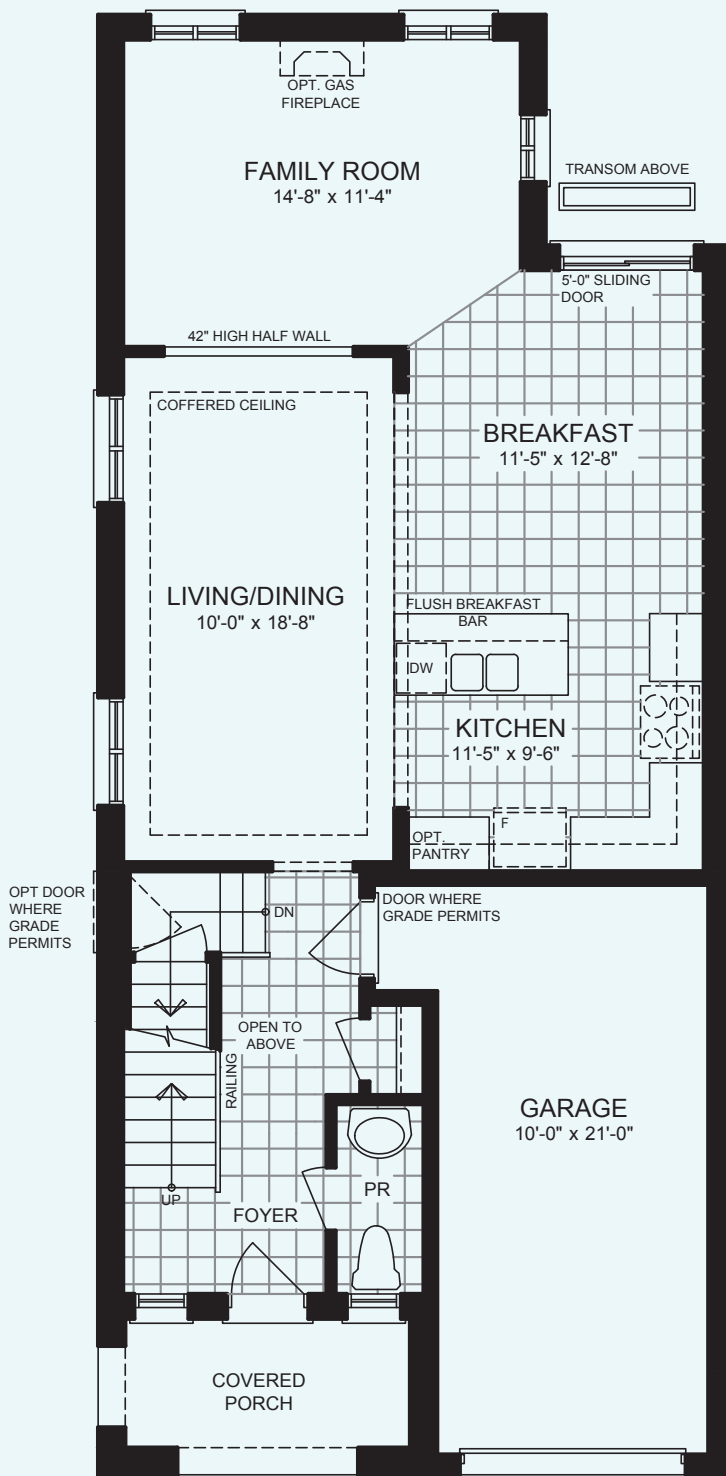 OPT. GAS
FIREPLACE
FAMILY ROOM
14'-8" x 11'-4"
TRANSOM ABOVE
5'-0" SLIDING
DOOR
42" HIGH HALF WALL
COFFERED CEILING
BREAKFAST
11'-5" x 12'-8"
LIVING/DINING
10'-0" x 18'-8"
FLUSH BREAKFAST
BAR
DW
KITCHEN
11'-5" x 9'-6"
F
OPT.
PANTRY
OPT DOOR
WHERE
GRADE
PERMITS
DN
DOOR WHERE
GRADE PERMITS
OPEN TO
ABOVE
RAILING
GARAGE
10'-0" x 21'-0"
PR
UP
FOYER
COVERED
PORCH